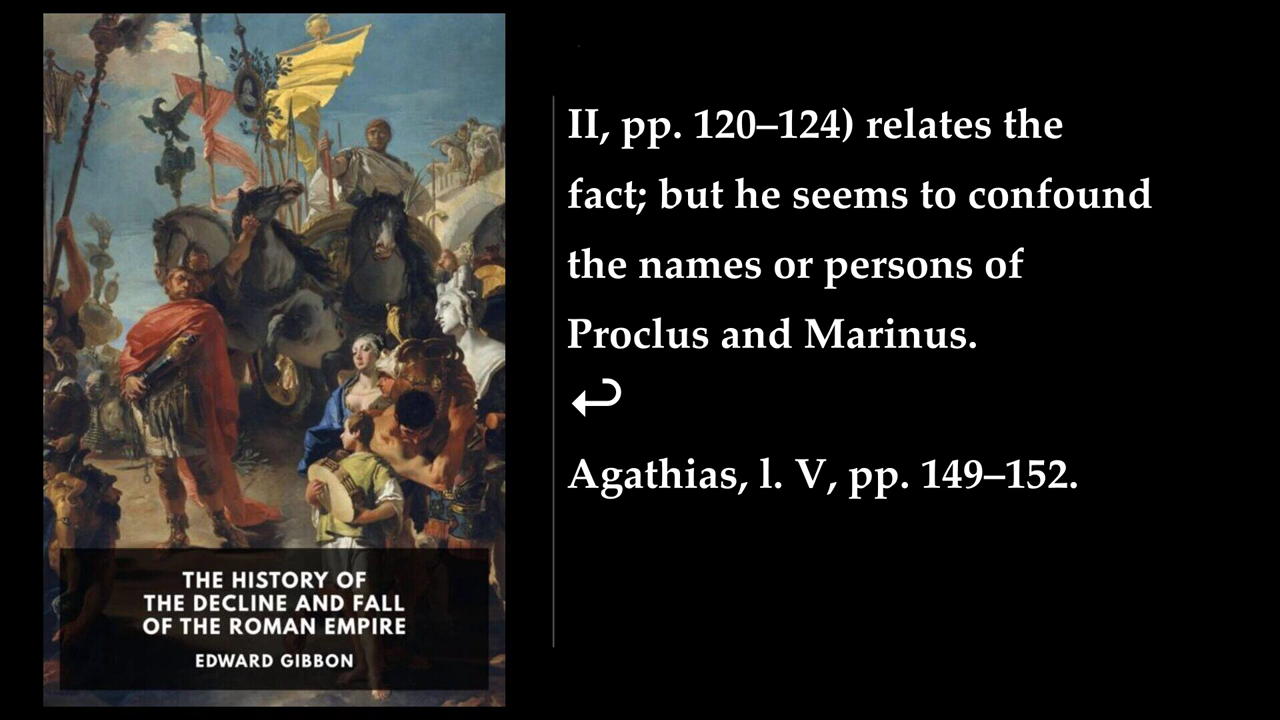 THE HISTORY OF
THE DECLINE AND FALL
OF THE ROMAN EMPIRE
EDWARD GIBBON
II, pp. 120–124) relates the
fact; but he seems to confound
the names or persons of
Proclus and Marinus.
↩
Agathias, l. V, pp. 149–152.